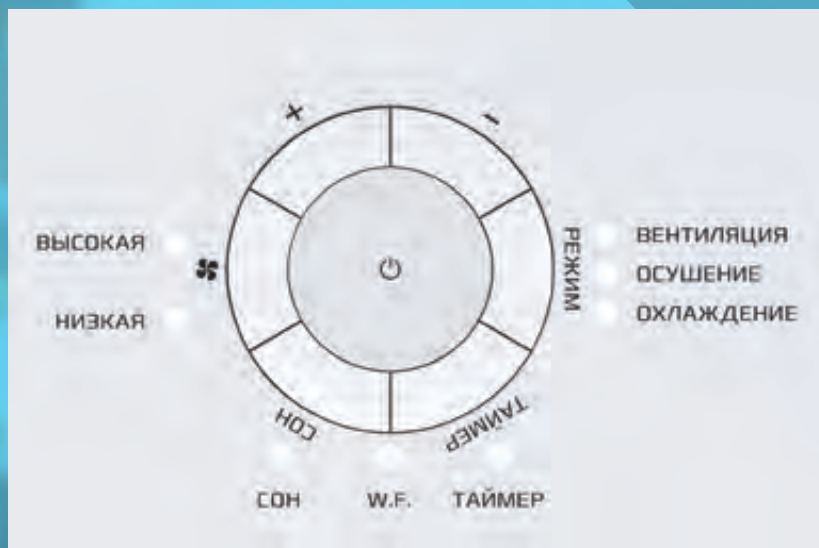 + -
ВЫСОКАЯ
НИЗКАЯ
РЕЖИМ
ВЕНТИЛЯЦИЯ
ОСУШЕНИЕ
ОХЛАЖДЕНИЕ
СОН
ТАЙМЕР
СОН W.F. ТАЙМЕР